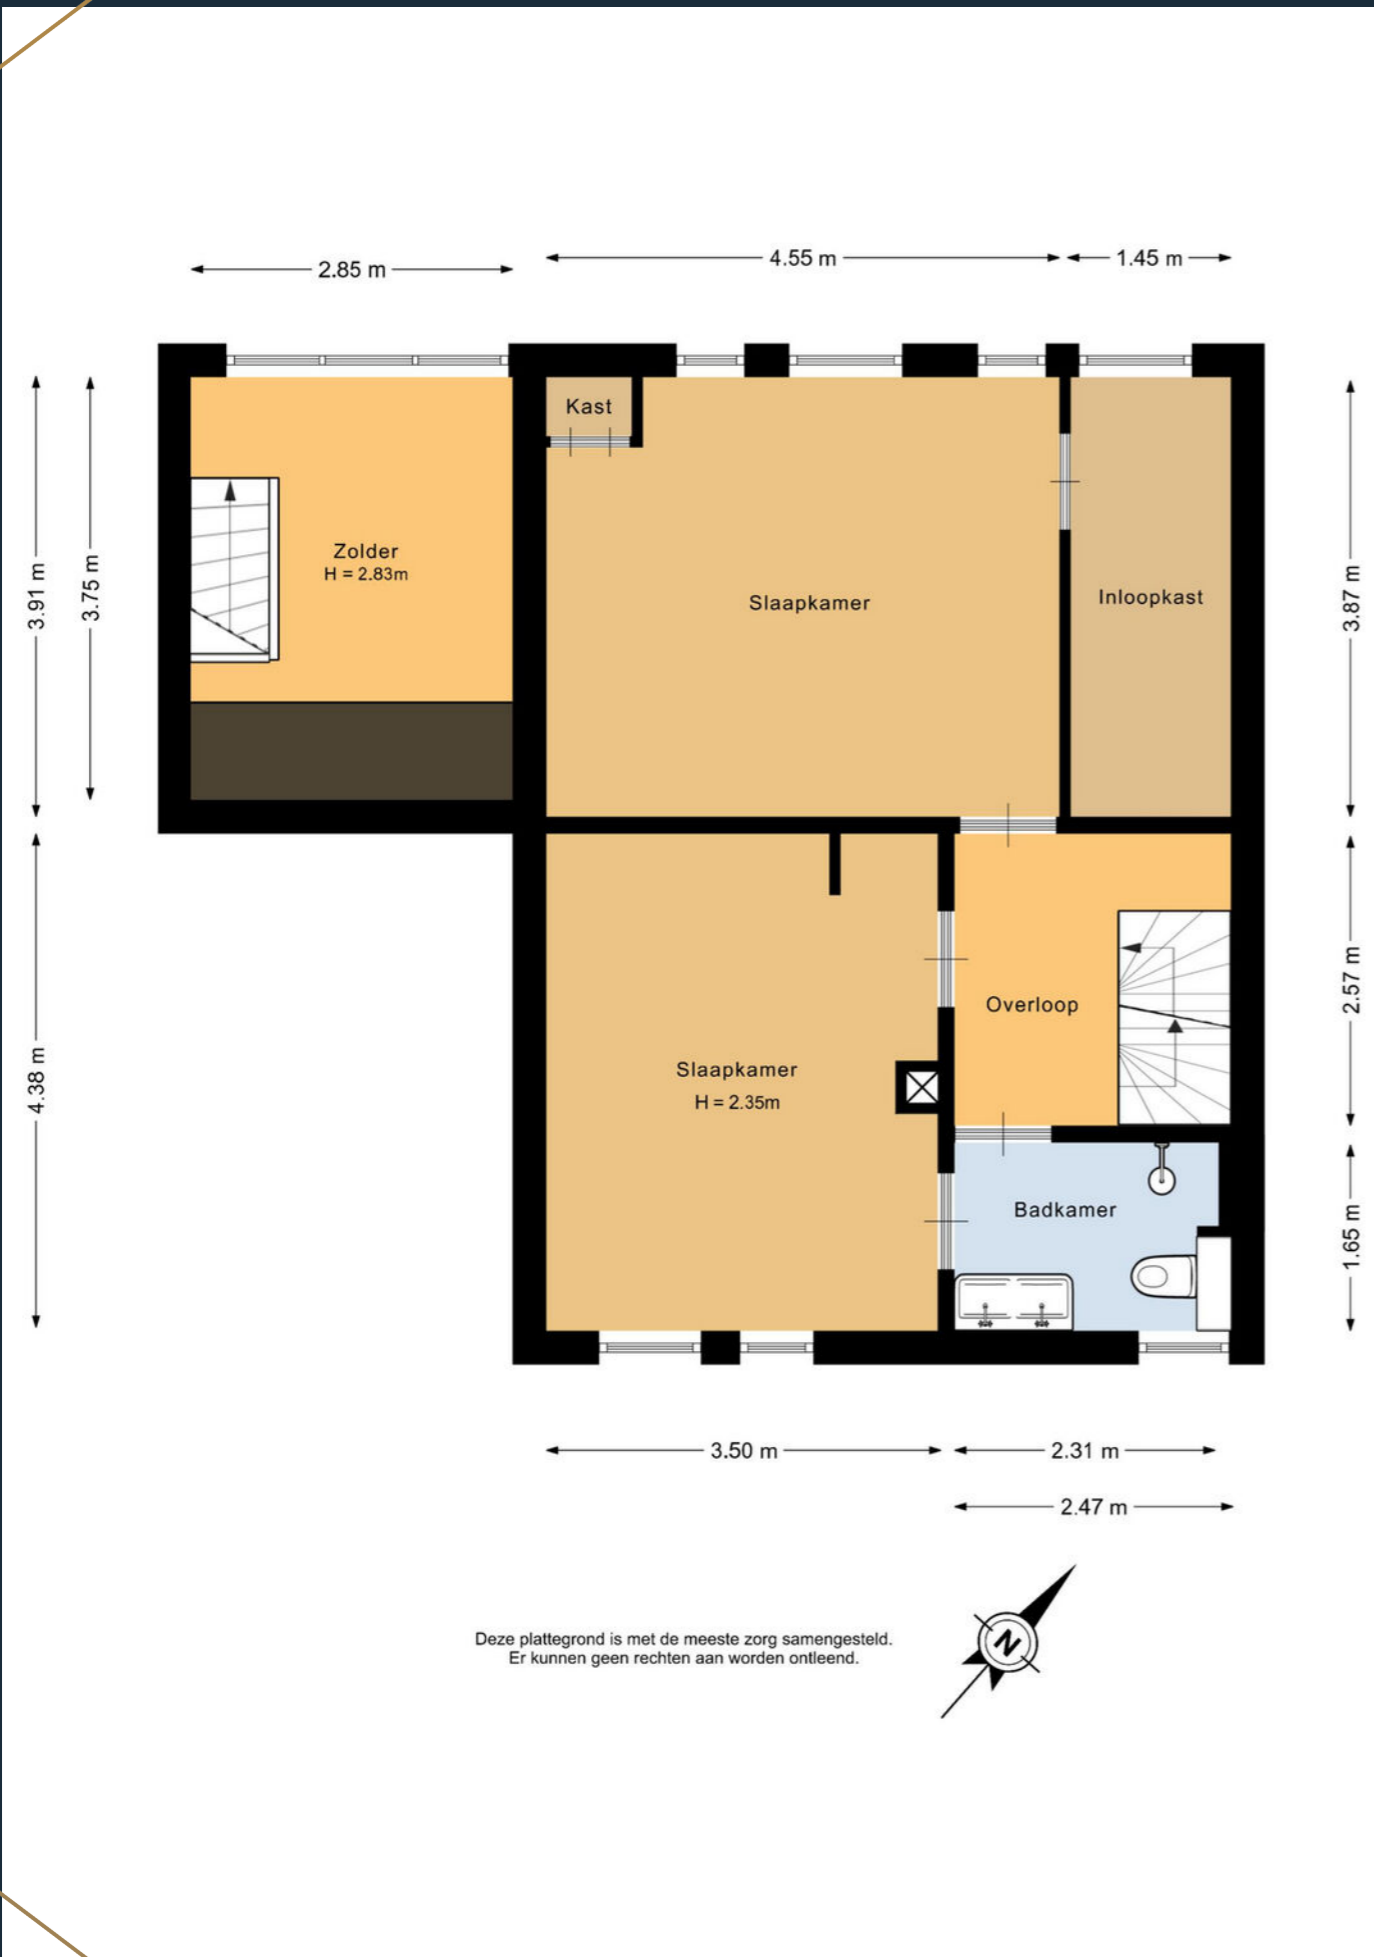 2.85 m
4.55 m
1.45 m
Kast
Zolder
H = 2.83m
Slaapkamer
Inloopkast
3.91 m
3.75 m
3.87 m
Overloop
2.57 m
Slaapkamer
H = 2.35m
4.38 m
Badkamer
1.65 m
3.50 m
2.31 m
2.47 m
Deze plattegrond is met de meeste zorg samengesteld.
Er kunnen geen rechten aan worden ontleend.
N